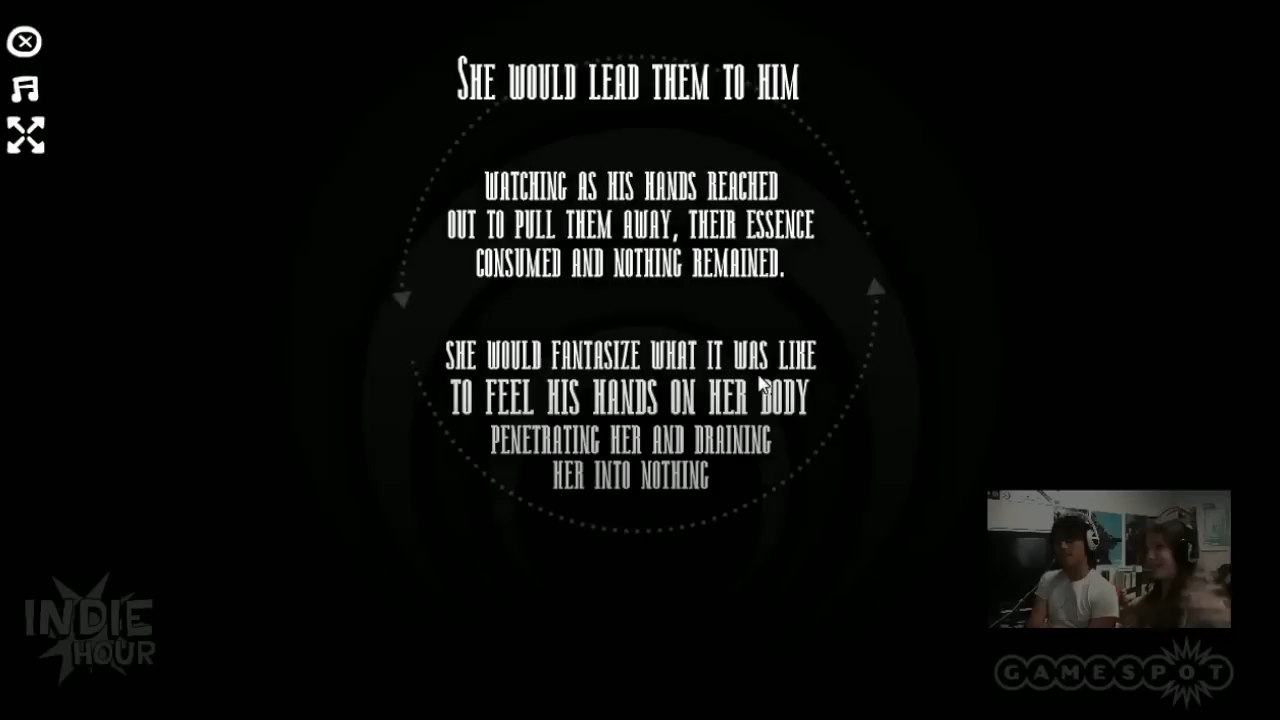 She would lead them to him
watching as his hands reached
out to pull them away, their essence
consumed and nothing remained.
she would fantasize what it was like
to feel his hands on her body
penetrating her and draining
her into nothing
INDIE
HOUR
GAMESPOT